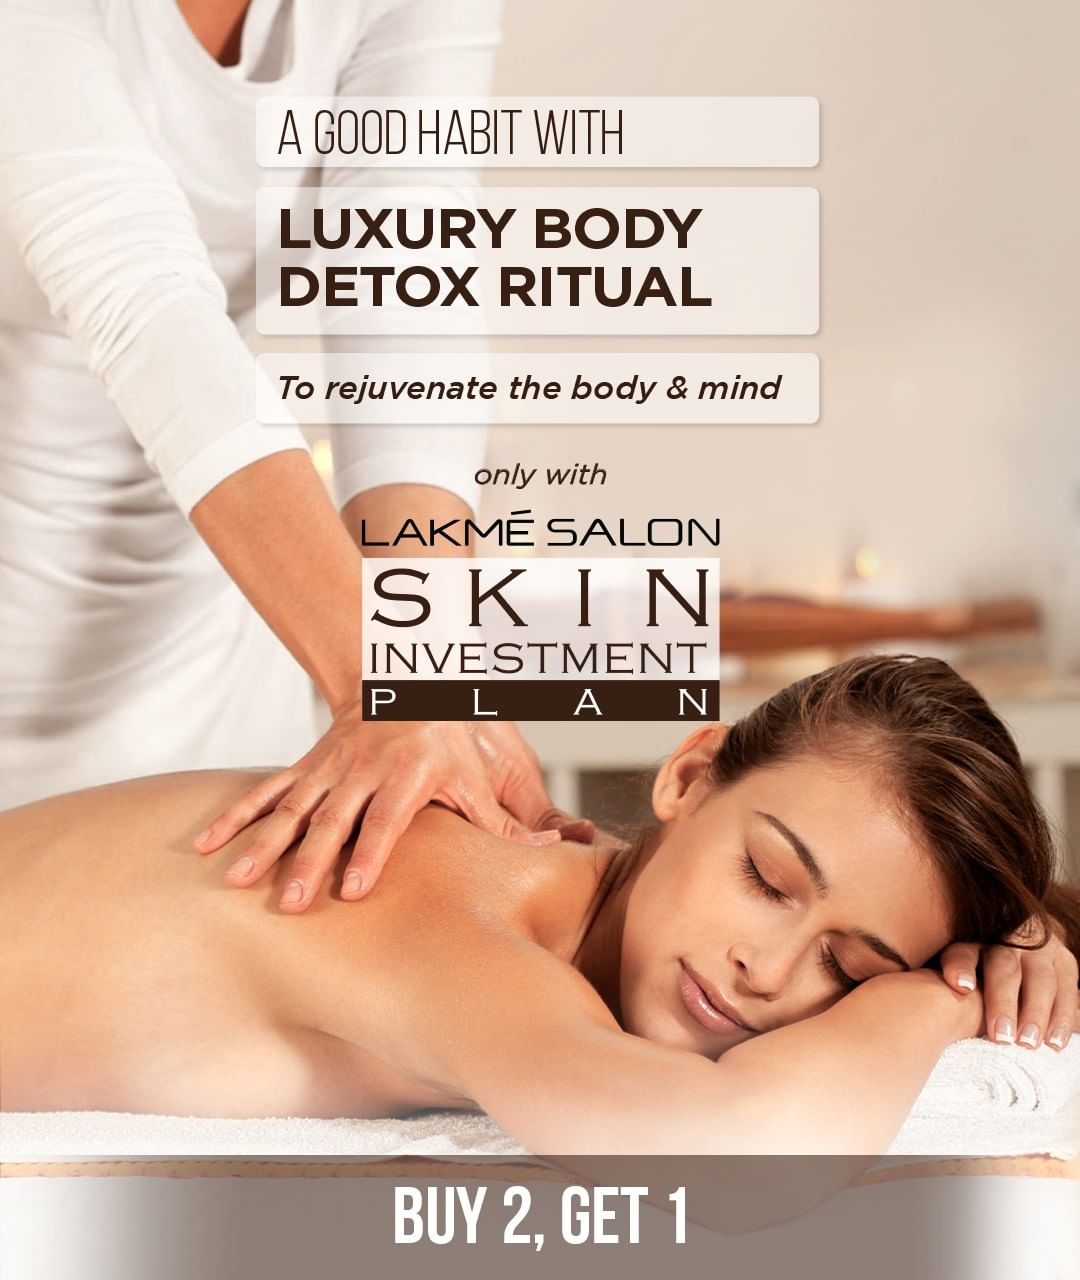 A GOOD HABIT WITH
LUXURY BODY
DETOX RITUAL
To rejuvenate the body & mind
only with
LAKMÉ SALON
SKIN
INVESTMENT
PLAN
BUY 2, GET 1